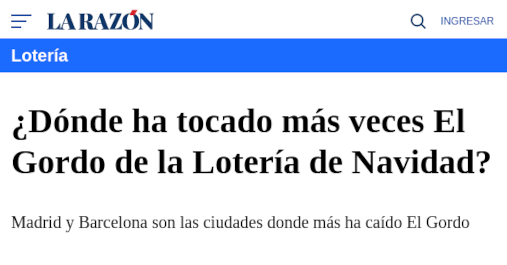 LA RAZÓN
INGRESAR
Lotería
¿Dónde ha tocado más veces El
Gordo de la Lotería de Navidad?
Madrid y Barcelona son las ciudades donde más ha caído El Gordo